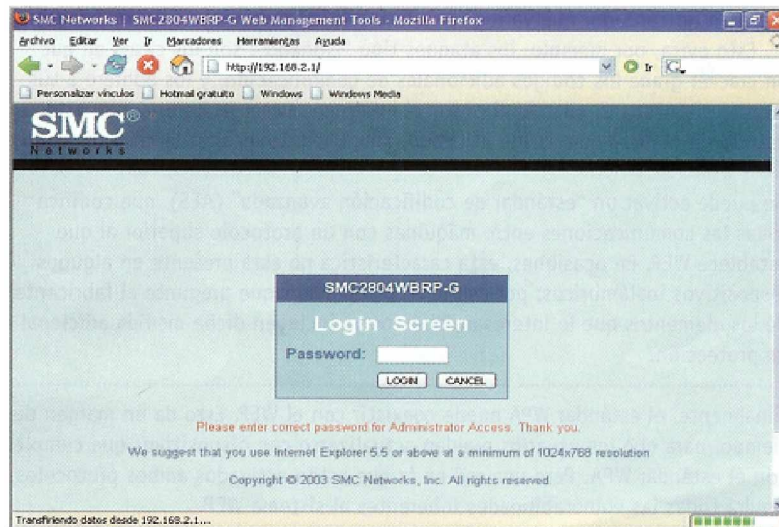 SMC Networks | SMC2804WBRP-G Web Management Tools - Mozilla Firefox
Archivo Editar Ver Ir Marcadores Herramientas Ayuda
http://192.168.2.1/ Ir
Personalizar vínculos Hotmail gratuito Windows Windows Media
SMC®
Networks
SMC2804WBRP-G
Login Screen
Password:
LOGIN CANCEL
Please enter correct password for Administrator Access. Thank you.
We suggest that you use Internet Explorer 5.5 or above at a minimum of 1024x768 resolution.
Copyright © 2003 SMC Networks, Inc. All rights reserved.
Transfiriendo datos desde 192.168.2.1...